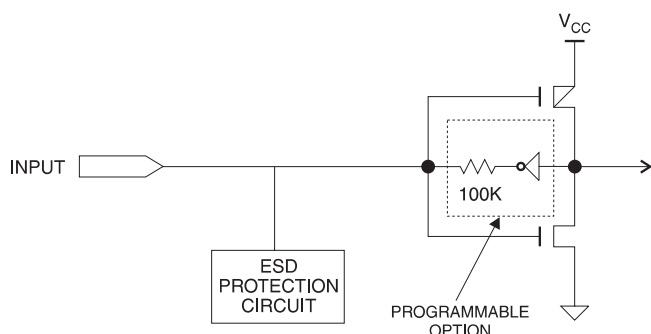 V_CC
INPUT
100K
ESD
PROTECTION
CIRCUIT
PROGRAMMABLE
OPTION